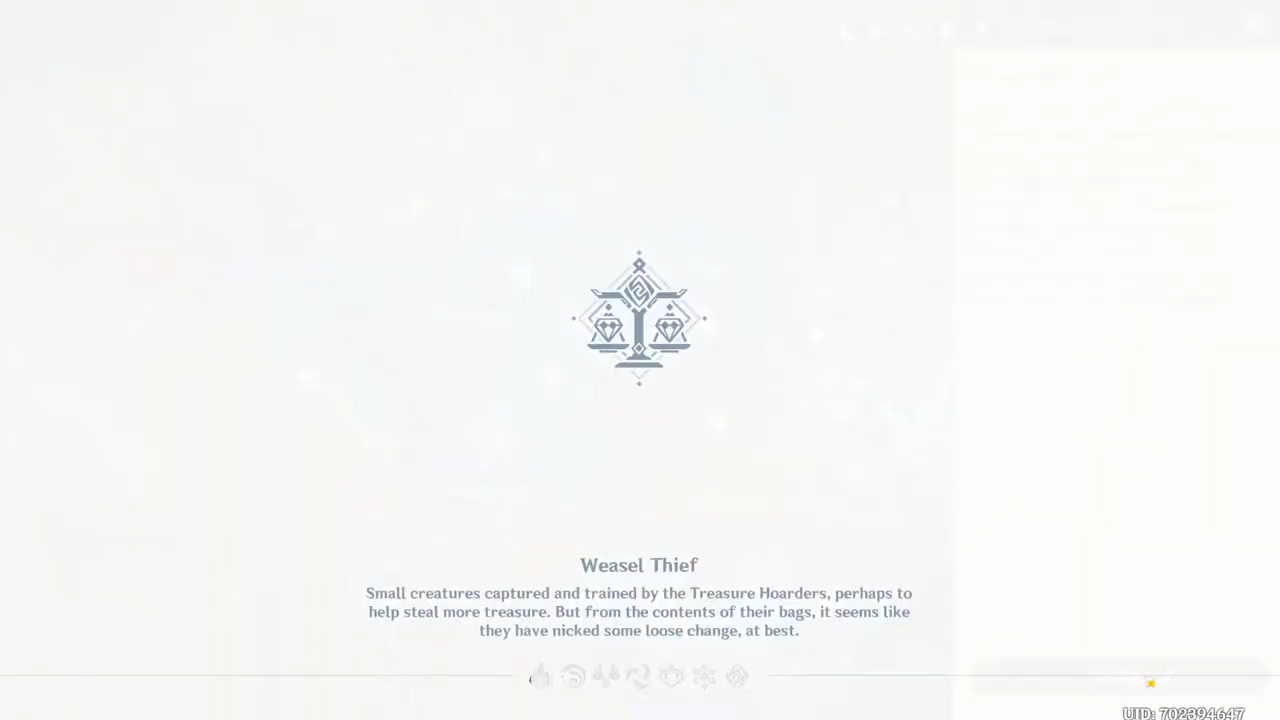 Weasel Thief
Small creatures captured and trained by the Treasure Hoarders, perhaps to
help steal more treasure. But from the contents of their bags, it seems like
they have nicked some loose change, at best.
UID: 702394647